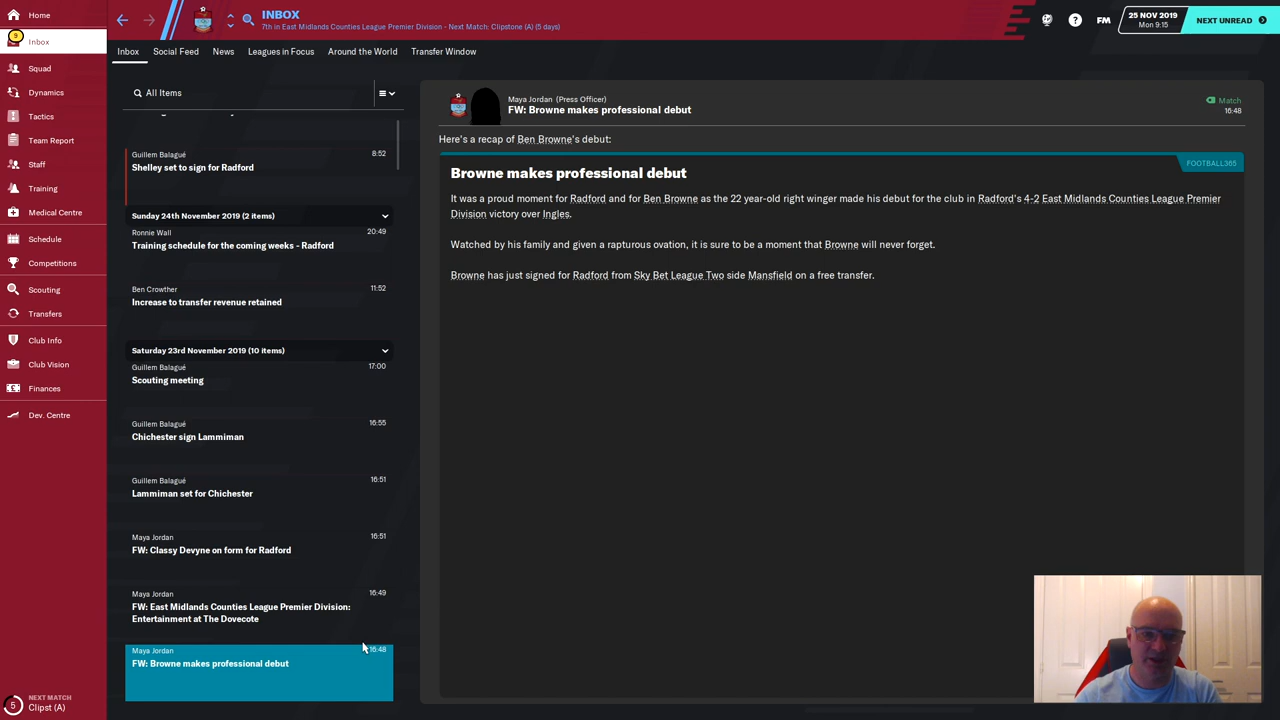 Home
INBOX
7th in East Midlands Counties League Premier Division - Next Match: Clipstone (A) (5 days)
?
FM
25 NOV 2019
Mon 9:15
NEXT UNREAD
9
Inbox
Squad
Dynamics
Tactics
Team Report
Staff
Training
Medical Centre
Schedule
Competitions
Scouting
Transfers
Club Info
Club Vision
Finances
Dev. Centre
5
NEXT MATCH
Clipst (A)
Inbox
Social Feed
News
Leagues in Focus
Around the World
Transfer Window
All Items
Guillem Balagué
8:52
Shelley set to sign for Radford
Sunday 24th November 2019 (2 items)
Ronnie Wall
20:49
Training schedule for the coming weeks - Radford
Ben Crowther
11:52
Increase to transfer revenue retained
Saturday 23rd November 2019 (10 items)
Guillem Balagué
17:00
Scouting meeting
Guillem Balagué
16:55
Chichester sign Lammiman
Guillem Balagué
16:51
Lammiman set for Chichester
Maya Jordan
16:51
FW: Classy Devyne on form for Radford
Maya Jordan
16:49
FW: East Midlands Counties League Premier Division:
Entertainment at The Dovecote
Maya Jordan
16:48
FW: Browne makes professional debut
Maya Jordan (Press Officer)
FW: Browne makes professional debut
Match
16:48
Here's a recap of Ben Browne's debut:
FOOTBALL365
Browne makes professional debut
It was a proud moment for Radford and for Ben Browne as the 22 year-old right winger made his debut for the club in Radford's 4-2 East Midlands Counties League Premier
Division victory over Ingles.
Watched by his family and given a rapturous ovation, it is sure to be a moment that Browne will never forget.
Browne has just signed for Radford from Sky Bet League Two side Mansfield on a free transfer.